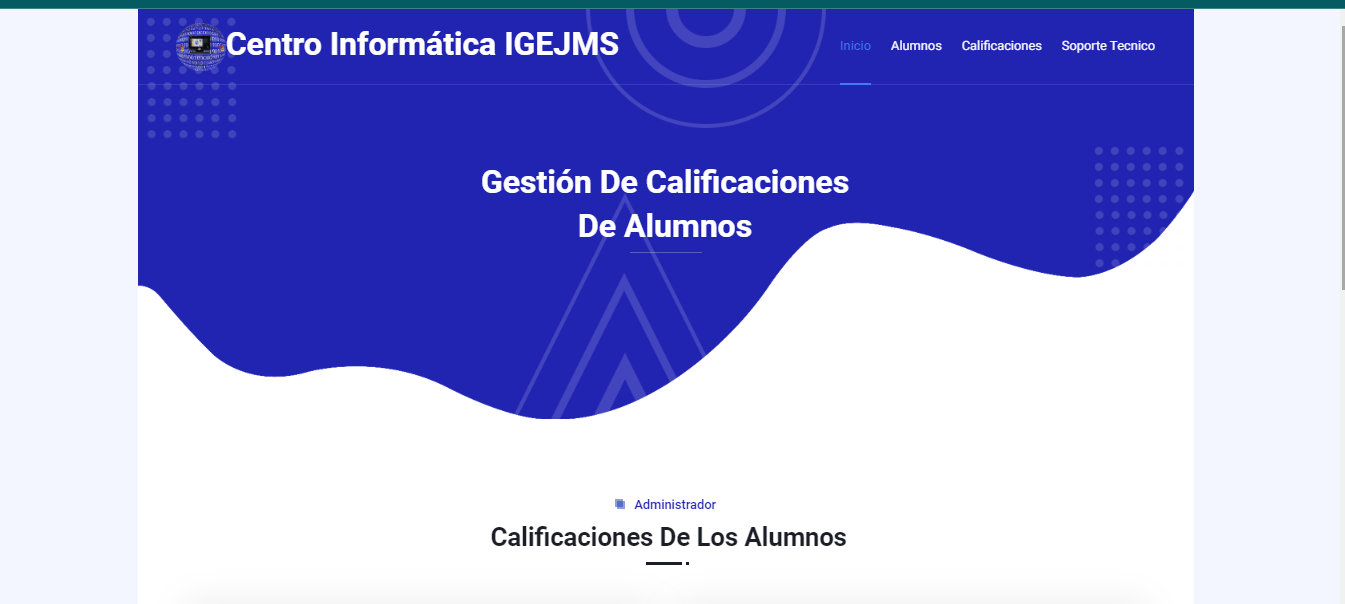 Centro Informática IGEJMS
Inicio Alumnos Calificaciones Soporte Tecnico
Gestión De Calificaciones
De Alumnos
Administrador
Calificaciones De Los Alumnos